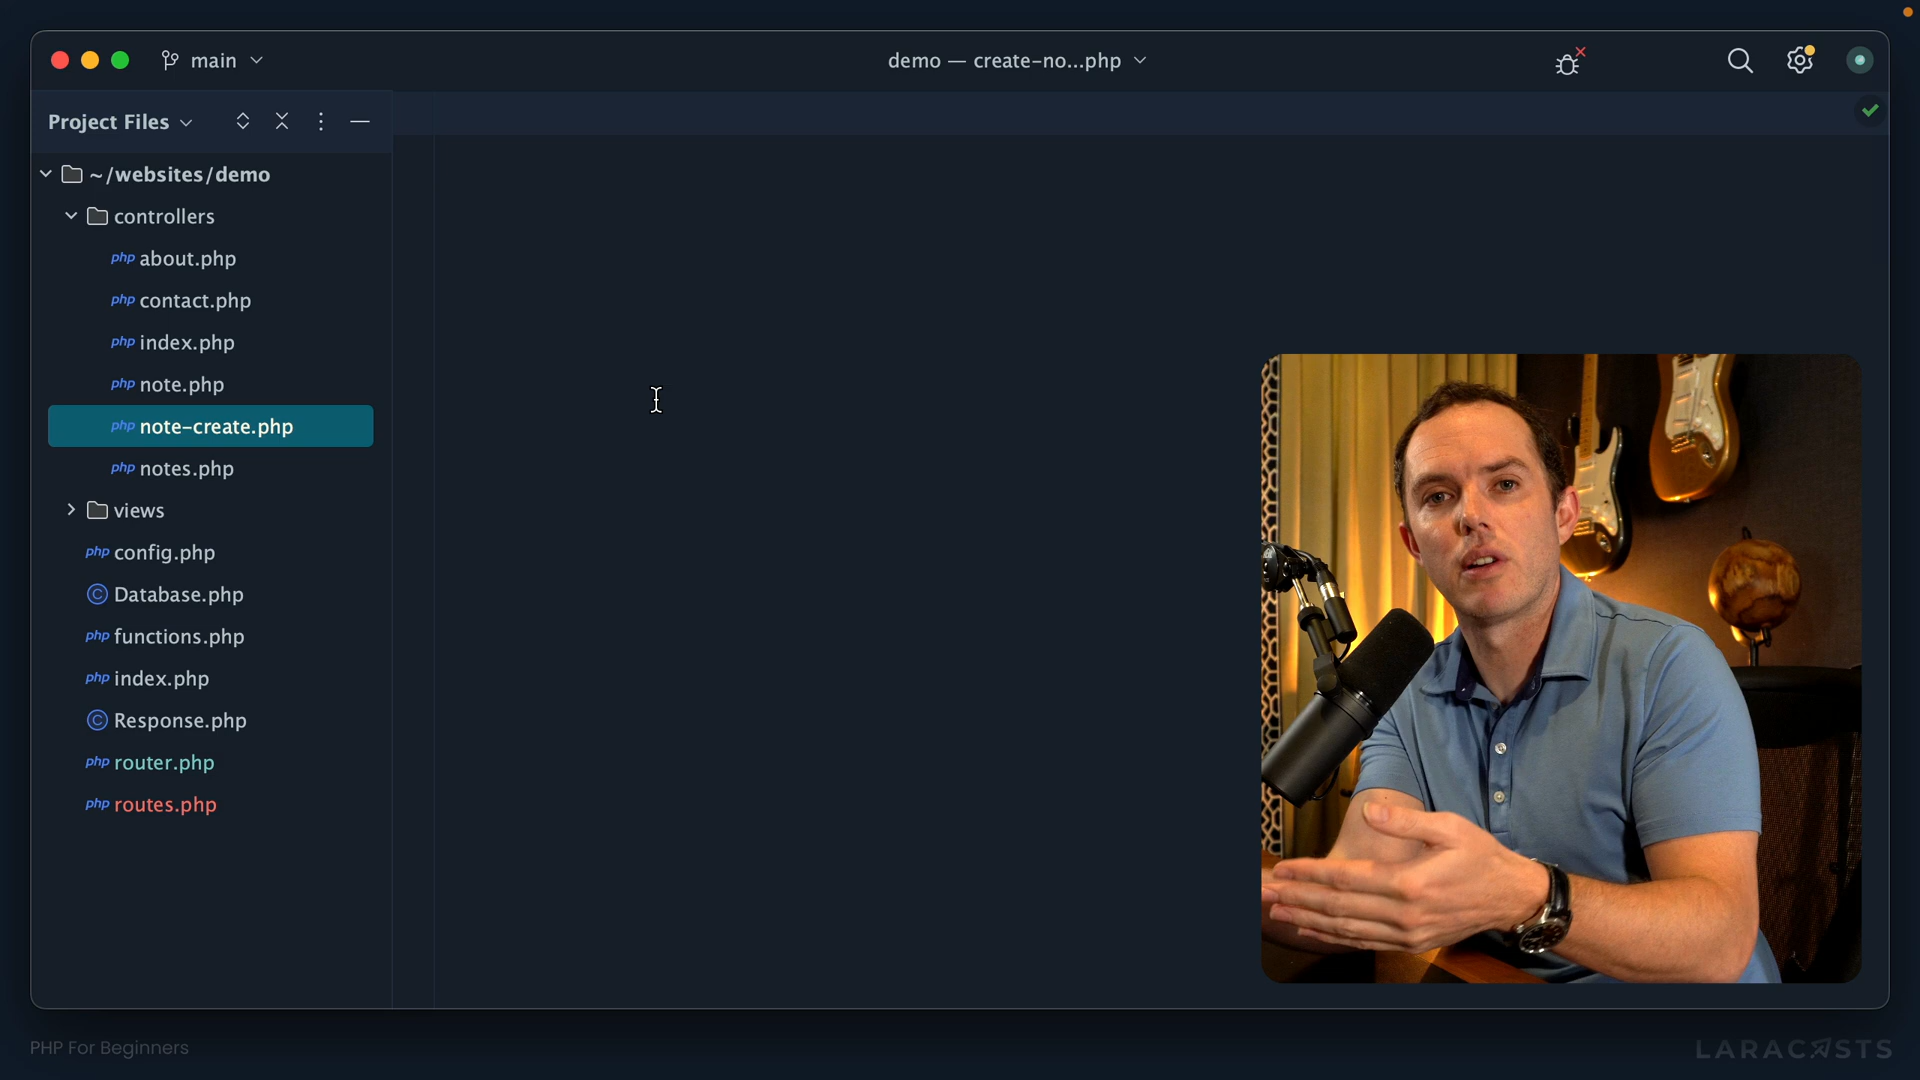 main
demo — create-no...php
Project Files
~/websites/demo
controllers
php about.php
php contact.php
php index.php
php note.php
php note-create.php
php notes.php
views
php config.php
C Database.php
php functions.php
php index.php
C Response.php
php router.php
php routes.php
PHP For Beginners
LARACASTS